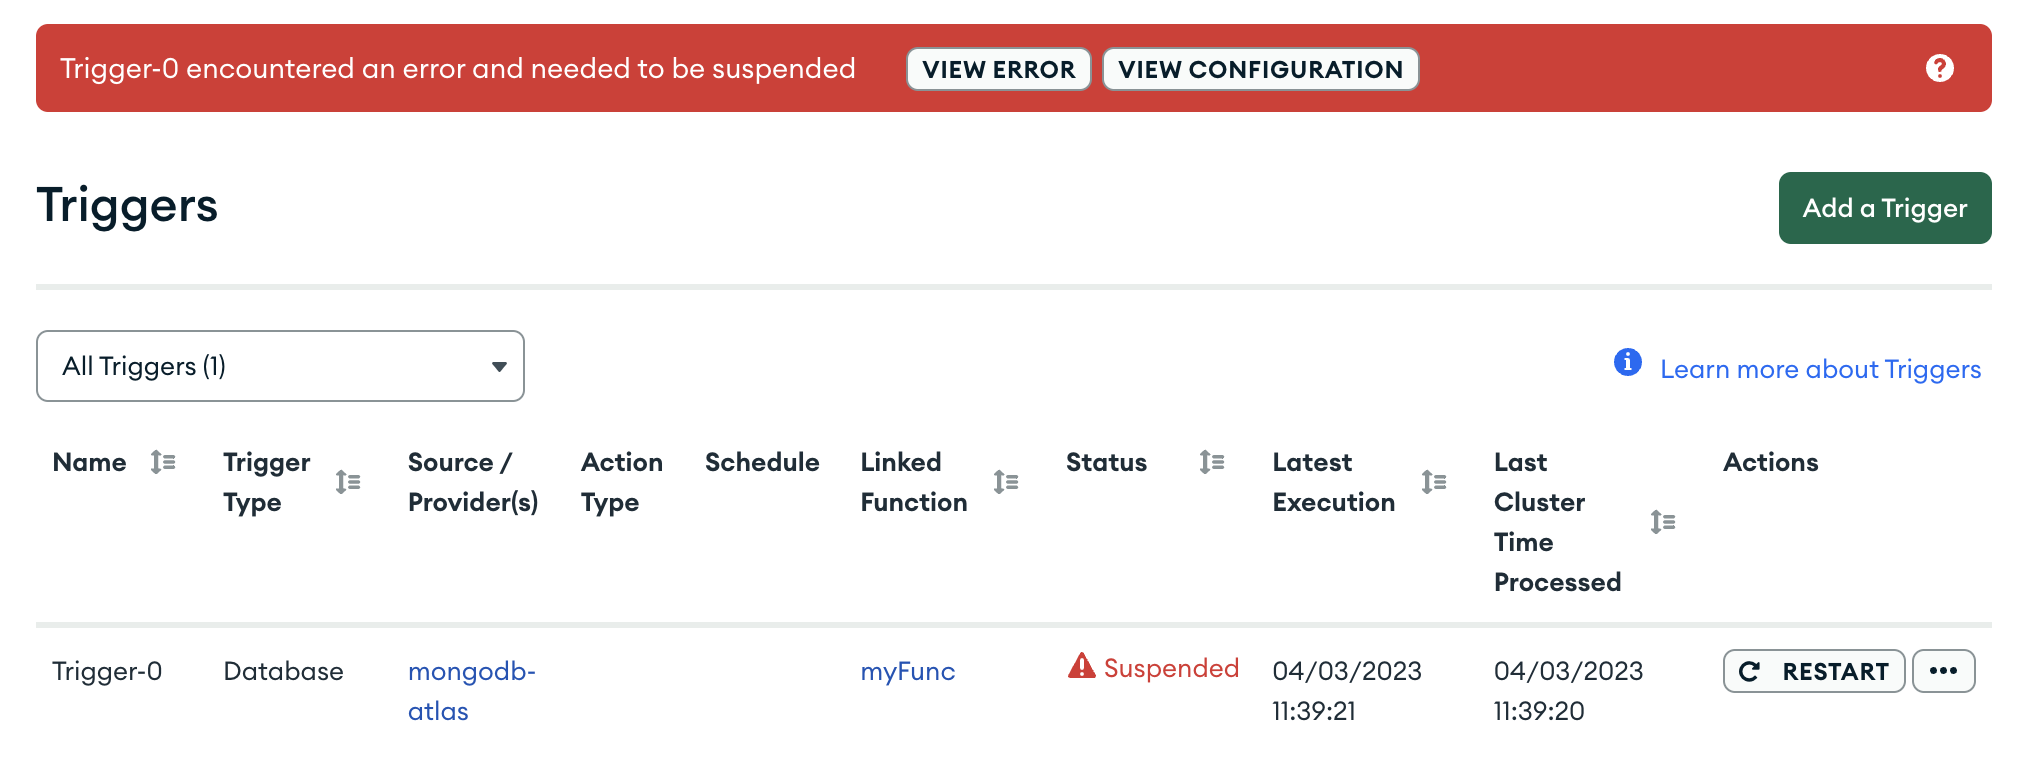 Trigger-0 encountered an error and needed to be suspended VIEW ERROR VIEW CONFIGURATION ?
Triggers
Add a Trigger
All Triggers (1)
Learn more about Triggers
Name Trigger Type Source / Provider(s) Action Type Schedule Linked Function Status Latest Execution Last Cluster Time Processed Actions
Trigger-0 Database mongodb-atlas myFunc Suspended 04/03/2023 11:39:21 04/03/2023 11:39:20 RESTART •••